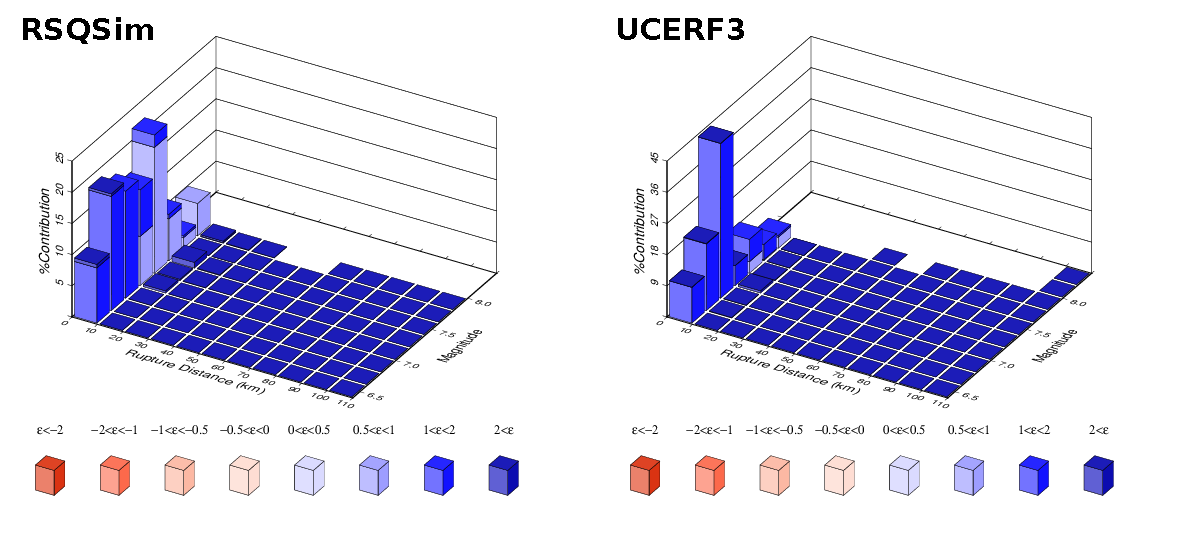 RSQSim
%Contribution
25
20
15
10
5
0
10
20
30
40
50
60
70
80
90
100
110
Rupture Distance (km)
6.5
7.0
7.5
8.0
Magnitude
ε<−2
−2<ε<−1
−1<ε<−0.5
−0.5<ε<0
0<ε<0.5
0.5<ε<1
1<ε<2
2<ε
UCERF3
%Contribution
45
36
27
18
9
0
10
20
30
40
50
60
70
80
90
100
110
Rupture Distance (km)
6.5
7.0
7.5
8.0
Magnitude
ε<−2
−2<ε<−1
−1<ε<−0.5
−0.5<ε<0
0<ε<0.5
0.5<ε<1
1<ε<2
2<ε